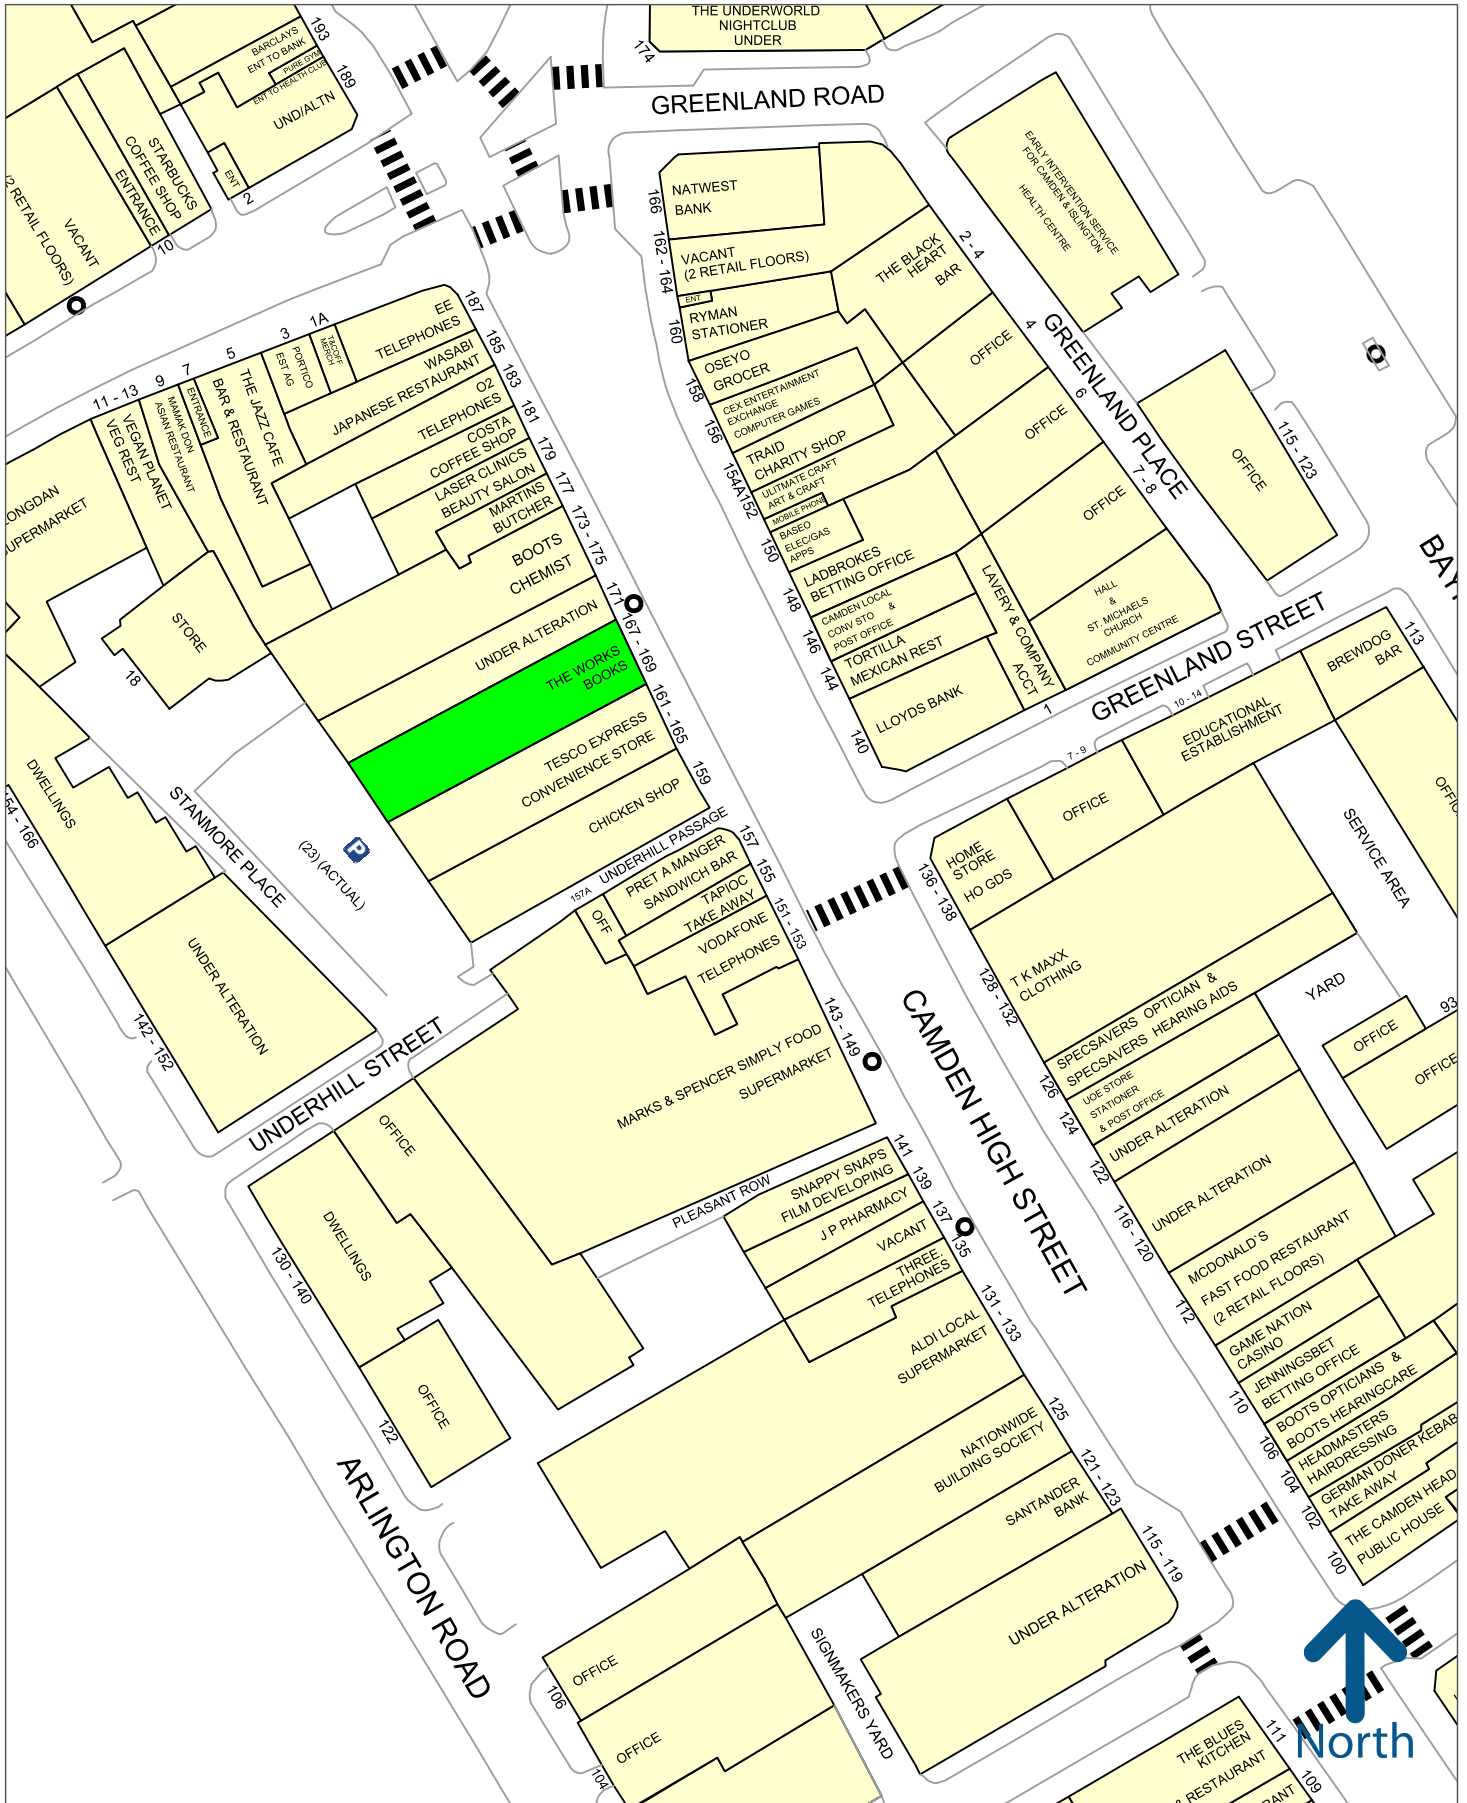 THE UNDERWORLD
NIGHTCLUB
UNDER
174
193
BARCLAYS
ENT TO BANK
PURE GYM
ENT TO HEALTH CLUB
189
UND/ALTN
ENT
2
STARBUCKS
COFFEE SHOP
ENTRANCE
10
VACANT
(2 RETAIL FLOORS)
GREENLAND ROAD
EARLY INTERVENTION SERVICE
FOR CAMDEN & ISLINGTON
HEALTH CENTRE
166
NATWEST
BANK
162 - 164
VACANT
(2 RETAIL FLOORS)
ENT
160
RYMAN
STATIONER
THE BLACK
HEART
BAR
2 - 4
158
OSEYO
GROCER
CEX ENTERTAINMENT
EXCHANGE
COMPUTER GAMES
156
TRAID
CHARITY SHOP
154A
152
ULITMATE CRAFT
ART & CRAFT
MOBILE PHONE
BASEO
ELEC/GAS
APPS
150
LADBROKES
BETTING OFFICE
148
CAMDEN LOCAL
CONV STO &
POST OFFICE
146
TORTILLA
MEXICAN REST
144
LLOYDS BANK
140
LAVERY & COMPANY
ACCT
1
OFFICE
4
OFFICE
6
OFFICE
7 - 8
GREENLAND PLACE
HALL
&
ST. MICHAELS
CHURCH
COMMUNITY CENTRE
OFFICE
115 - 123
GREENLAND STREET
187
EE
TELEPHONES
185
WASABI
JAPANESE RESTAURANT
183
O2
TELEPHONES
181
COSTA
COFFEE SHOP
179
LASER CLINICS
BEAUTY SALON
177
MARTINS
BUTCHER
173 - 175
BOOTS
CHEMIST
171
UNDER ALTERATION
167 - 169
THE WORKS
BOOKS
161 - 165
TESCO EXPRESS
CONVENIENCE STORE
159
CHICKEN SHOP
1A
T&COFF
MERCH
3
PORTICO
EST AG
5
THE JAZZ CAFE
BAR & RESTAURANT
7
ENTRANCE
9
MAMAK DON
ASIAN RESTAURANT
11 - 13
VEGAN PLANET
VEG REST
LONGDAN
SUPERMARKET
STORE
18
DWELLINGS
154 - 166
STANMORE PLACE
(23) (ACTUAL)
P
UNDER ALTERATION
142 - 152
UNDERHILL PASSAGE
157A
OFF
157
PRET A MANGER
SANDWICH BAR
155
TAPIOC
TAKE AWAY
151 - 153
VODAFONE
TELEPHONES
143 - 149
MARKS & SPENCER SIMPLY FOOD
SUPERMARKET
UNDERHILL STREET
OFFICE
DWELLINGS
130 - 140
OFFICE
122
ARLINGTON ROAD
PLEASANT ROW
141
SNAPPY SNAPS
FILM DEVELOPING
139
J P PHARMACY
137
VACANT
135
THREE.
TELEPHONES
131 - 133
ALDI LOCAL
SUPERMARKET
125
NATIONWIDE
BUILDING SOCIETY
121 - 123
SANTANDER
BANK
115 - 119
UNDER ALTERATION
OFFICE
106
OFFICE
104
SIGNMAKERS YARD
CAMDEN HIGH STREET
113
BREWDOG
BAR
10 - 14
EDUCATIONAL
ESTABLISHMENT
7 - 9
OFFICE
HOME
STORE
HO GDS
136 - 138
T K MAXX
CLOTHING
128 - 132
SPECSAVERS OPTICIAN &
SPECSAVERS HEARING AIDS
126
UOE STORE
STATIONER
& POST OFFICE
124
UNDER ALTERATION
122
UNDER ALTERATION
116 - 120
MCDONALD`S
FAST FOOD RESTAURANT
(2 RETAIL FLOORS)
112
GAME NATION
CASINO
JENNINGSBET
BETTING OFFICE
110
BOOTS OPTICIANS &
BOOTS HEARINGCARE
106
HEADMASTERS
HAIRDRESSING
104
GERMAN DONER KEBAB
TAKE AWAY
102
THE CAMDEN HEAD
PUBLIC HOUSE
100
SERVICE AREA
YARD
OFFICE
93
OFFICE
North
111
THE BLUES
KITCHEN
& RESTAURANT
109